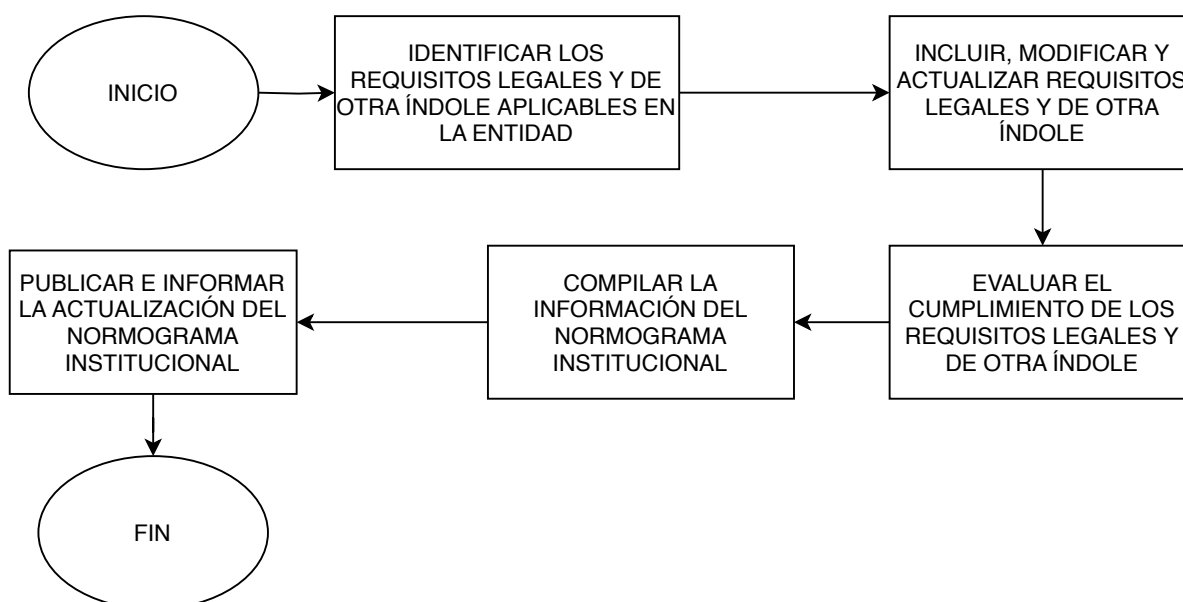 INICIO
IDENTIFICAR LOS
REQUISITOS LEGALES Y DE
OTRA ÍNDOLE APLICABLES EN
LA ENTIDAD
INCLUIR, MODIFICAR Y
ACTUALIZAR REQUISITOS
LEGALES Y DE OTRA
ÍNDOLE
EVALUAR EL
CUMPLIMIENTO DE LOS
REQUISITOS LEGALES Y
DE OTRA ÍNDOLE
COMPILAR LA
INFORMACIÓN DEL
NORMOGRAMA
INSTITUCIONAL
PUBLICAR E INFORMAR
LA ACTUALIZACIÓN DEL
NORMOGRAMA
INSTITUCIONAL
FIN